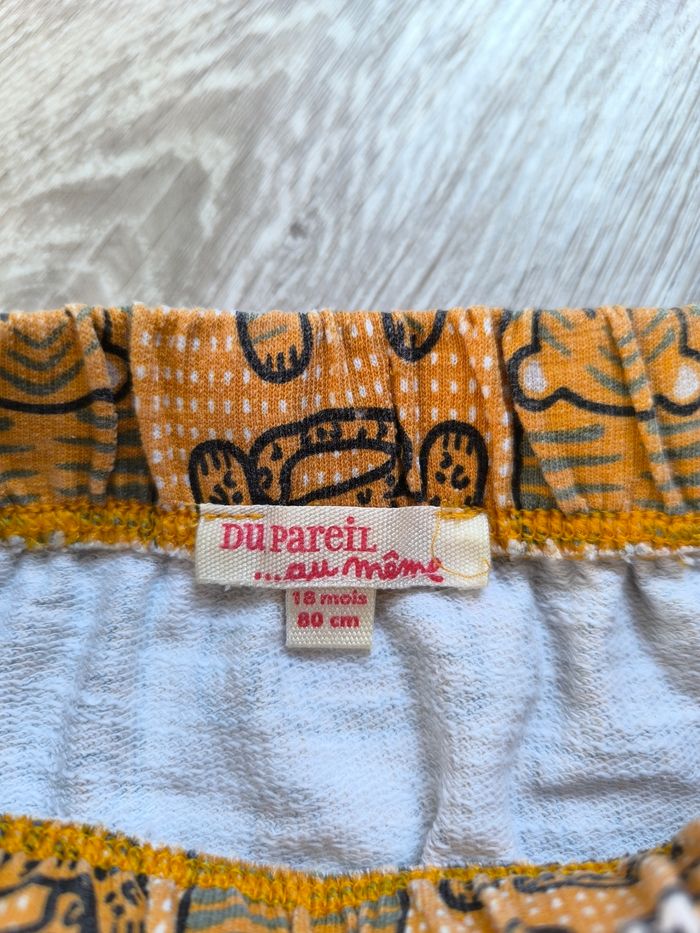 DU PAREIL
...au même
18 mois
80 cm